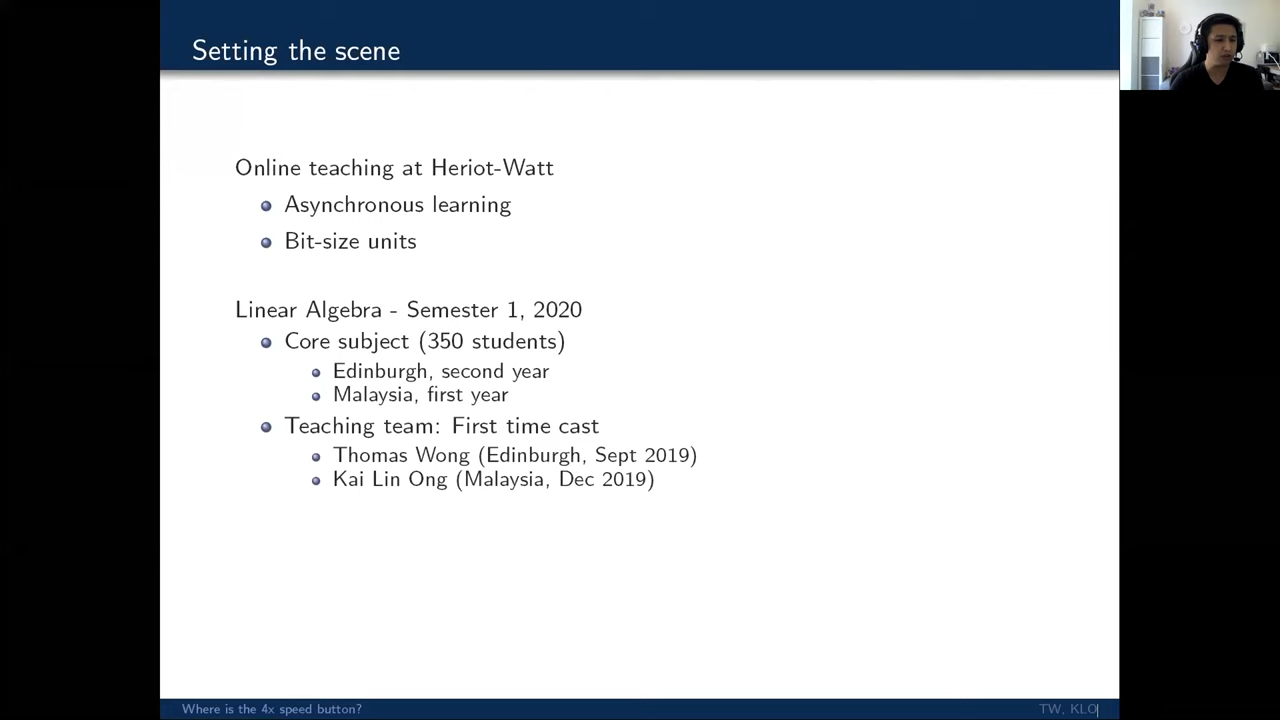 Setting the scene
Online teaching at Heriot-Watt
Asynchronous learning
Bit-size units
Linear Algebra - Semester 1, 2020
Core subject (350 students)
Edinburgh, second year
Malaysia, first year
Teaching team: First time cast
Thomas Wong (Edinburgh, Sept 2019)
Kai Lin Ong (Malaysia, Dec 2019)
Where is the 4x speed button?
TW, KLO